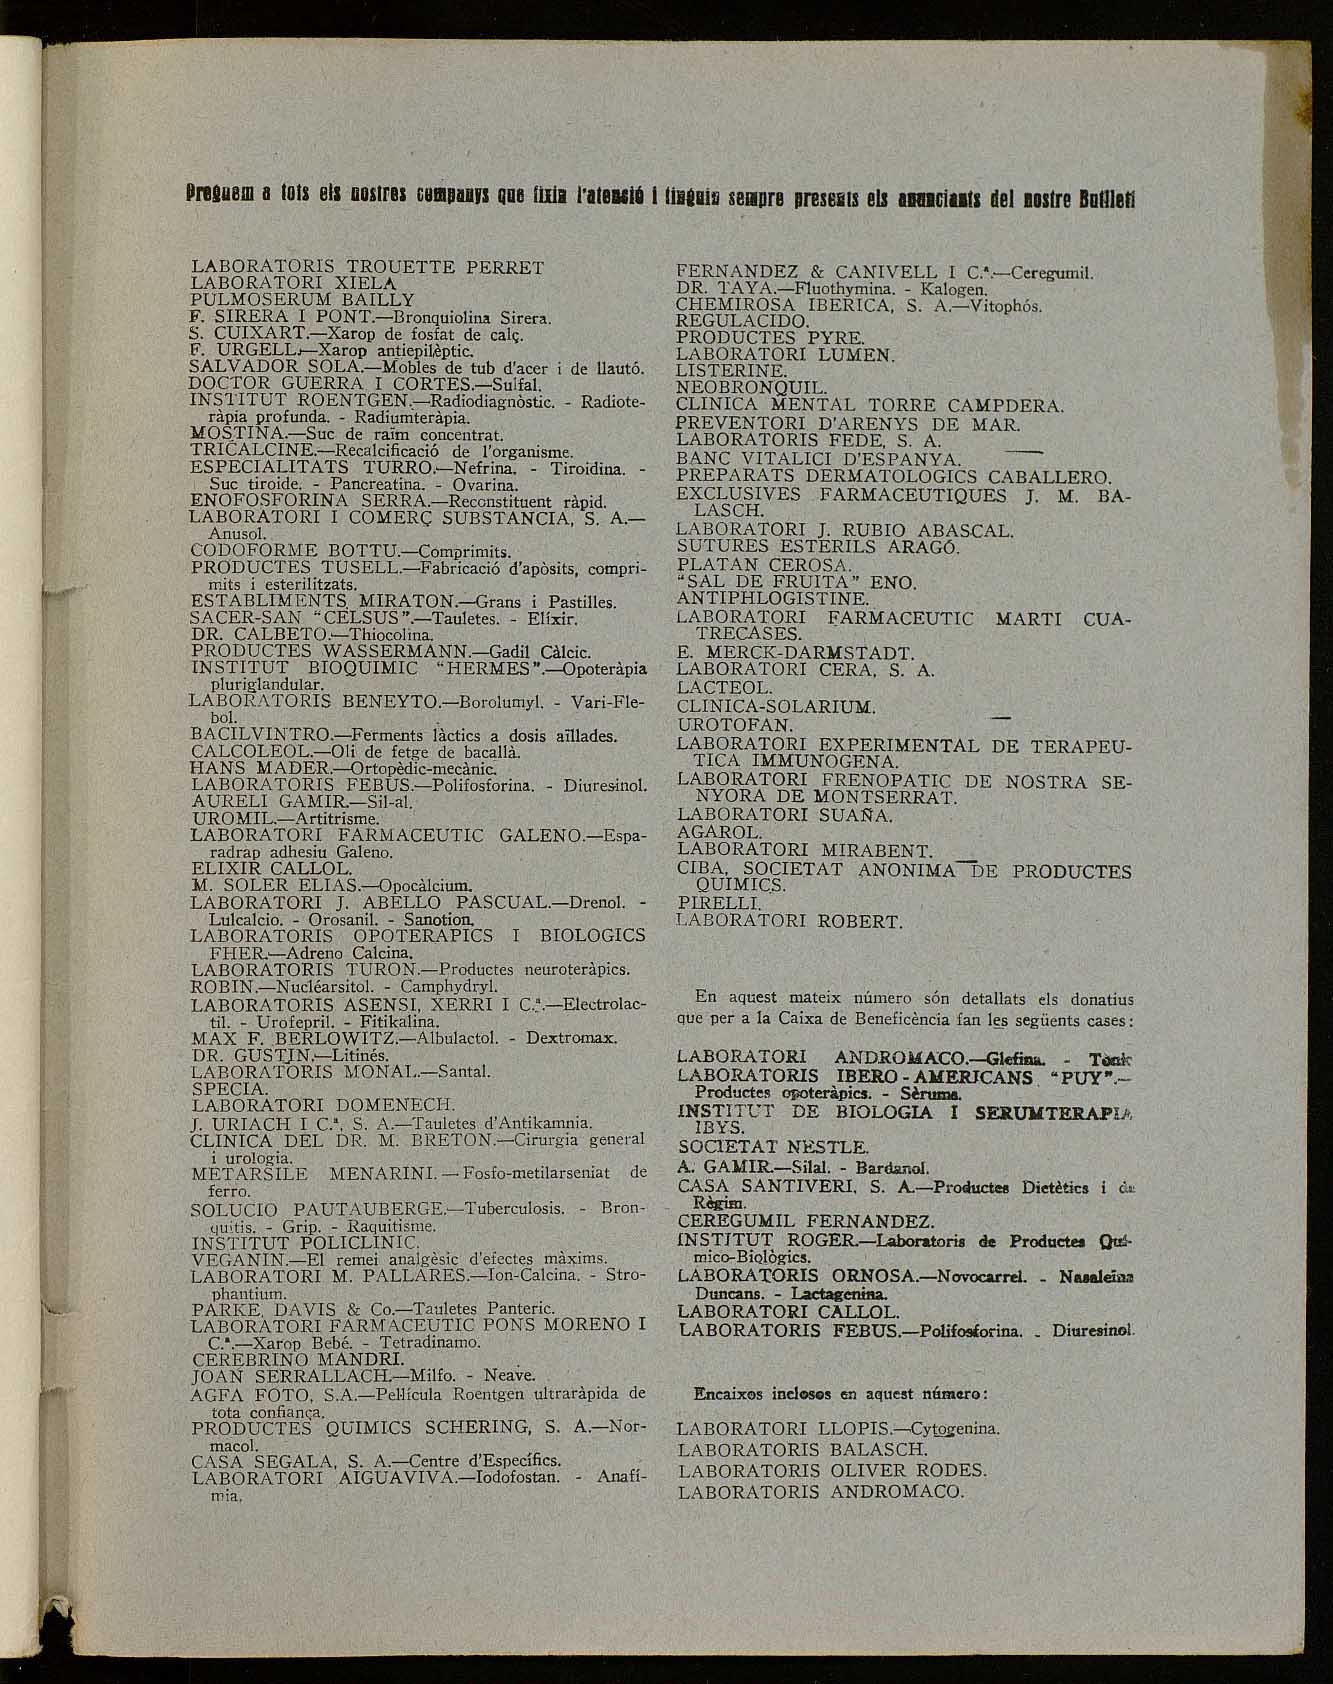 Preguem a tots els nostres companys que fixin l'atenció i tinguin sempre presents els anunciants del nostre Butlletí
LABORATORIS TROUETTE PERRET
LABORATORI XIELA
PULMOSERUM BAILLY
F. SIRERA I PONT.—Bronquiolina Sirera.
S. CUIXART.—Xarop de fosfat de calç.
F. URGELL.—Xarop antiepilèptic.
SALVADOR SOLA.—Mobles de tub d'acer i de llautó.
DOCTOR GUERRA I CORTES.—Sulfal.
INSTITUT ROENTGEN.—Radiodiagnòstic. - Radiote-
ràpia profunda. - Radiumteràpia.
MOSTINA.—Suc de raïm concentrat.
TRICALCINE.—Recalcificació de l'organisme.
ESPECIALITATS TURRO.—Nefrina. - Tiroidina. -
Suc tiroide. - Pancreatina. - Ovarina.
ENOFOSFORINA SERRA.—Reconstituent ràpid.
LABORATORI I COMERÇ SUBSTANCIA, S. A.—
Anusol.
CODOFORME BOTTU.—Comprimits.
PRODUCTES TUSELL.—Fabricació d'apòsits, compri-
mits i esterilitzats.
ESTABLIMENTS MIRATON.—Grans i Pastilles.
SACER-SAN "CELSUS".—Tauletes. - Elíxir.
DR. CALBETO.—Thiocolina.
PRODUCTES WASSERMANN.—Gadil Càlcic.
INSTITUT BIOQUIMIC "HERMES".—Opoteràpia
pluriglandular.
LABORATORIS BENEYTO.—Borolumyl. - Vari-Fle-
bol.
BACILVINTRO.—Ferments làctics a dosis aïllades.
CALCOLEOL.—Oli de fetge de bacallà.
HANS MADER.—Ortopèdic-mecànic.
LABORATORIS FEBUS.—Polifosforina. - Diuresinol.
AURELI GAMIR.—Sil-al.
UROMIL.—Artitrisme.
LABORATORI FARMACEUTIC GALENO.—Espa-
radrap adhesiu Galeno.
ELIXIR CALLOL.
M. SOLER ELIAS.—Opocàlcium.
LABORATORI J. ABELLO PASCUAL.—Drenol. -
Lulcalcio. - Orosanil. - Sanotion.
LABORATORIS OPOTERAPICS I BIOLOGICS
FHER.—Adreno Calcina.
LABORATORIS TURON.—Productes neuroteràpics.
ROBIN.—Nucléarsitol. - Camphydryl.
LABORATORIS ASENSI, XERRI I C.ª.—Electrolac-
til. - Urofepril. - Fitikalina.
MAX F. BERLOWITZ.—Albulactol. - Dextromax.
DR. GUSTIN.—Litinés.
LABORATORIS MONAL.—Santal.
SPECIA.
LABORATORI DOMENECH.
J. URIACH I C.ª, S. A.—Tauletes d'Antikamnia.
CLINICA DEL DR. M. BRETON.—Cirurgia general
i urologia.
METARSILE MENARINI.—Fosfo-metilarseniat de
ferro.
SOLUCIO PAUTAUBERGE.—Tuberculosis. - Bron-
quitis. - Grip. - Raquitisme.
INSTITUT POLICLINIC.
VEGANIN.—El remei analgèsic d'efectes màxims.
LABORATORI M. PALLARES.—Ion-Calcina. - Stro-
phantium.
PARKE, DAVIS & Co.—Tauletes Panteric.
LABORATORI FARMACEUTIC PONS MORENO I
C.ª.—Xarop Bebé. - Tetradinamo.
CEREBRINO MANDRI.
JOAN SERRALLACH.—Milfo. - Neave.
AGFA FOTO, S.A.—Pel·lícula Roentgen ultraràpida de
tota confiança.
PRODUCTES QUIMICS SCHERING, S. A.—Nor-
macol.
CASA SEGALA, S. A.—Centre d'Específics.
LABORATORI AIGUAVIVA.—Iodofostan. - Anafí-
mia.
FERNANDEZ & CANIVELL I C.ª.—Ceregumil.
DR. TAYA.—Fluothymina. - Kalogen.
CHEMIROSA IBERICA, S. A.—Vitophós.
REGULACIDO.
PRODUCTES PYRE.
LABORATORI LUMEN.
LISTERINE.
NEOBRONQUIL.
CLINICA MENTAL TORRE CAMPDERA.
PREVENTORI D'ARENYS DE MAR.
LABORATORIS FEDE, S. A.
BANC VITALICI D'ESPANYA.
PREPARATS DERMATOLOGICS CABALLERO.
EXCLUSIVES FARMACEUTIQUES J. M. BA-
LASCH.
LABORATORI J. RUBIO ABASCAL.
SUTURES ESTERILS ARAGÓ.
PLATAN CEROSA.
"SAL DE FRUITA" ENO.
ANTIPHLOGISTINE.
LABORATORI FARMACEUTIC MARTI CUA-
TRECASES.
E. MERCK-DARMSTADT.
LABORATORI CERA, S. A.
LACTEOL.
CLINICA-SOLARIUM.
UROTOFAN.
LABORATORI EXPERIMENTAL DE TERAPEU-
TICA IMMUNOGENA.
LABORATORI FRENOPATIC DE NOSTRA SE-
NYORA DE MONTSERRAT.
LABORATORI SUAÑA.
AGAROL.
LABORATORI MIRABENT.
CIBA, SOCIETAT ANONIMA DE PRODUCTES
QUIMICS.
PIRELLI.
LABORATORI ROBERT.
En aquest mateix número són detallats els donatius
que per a la Caixa de Beneficència fan les següents cases:
LABORATORI ANDROMACO.—Glefina. - Tònic
LABORATORIS IBERO-AMERICANS "PUY".—
Productes opoteràpics. - Sèrums.
INSTITUT DE BIOLOGIA I SERUMTERAPIA
IBYS.
SOCIETAT NESTLE.
A. GAMIR.—Silal. - Bardanol.
CASA SANTIVERI, S. A.—Productes Dietètics i de
Règim.
CEREGUMIL FERNANDEZ.
INSTITUT ROGER.—Laboratoris de Productes Quí-
mico-Biològics.
LABORATORIS ORNOSA.—Novocarrel. - Nasaleïna
Duncans. - Lactagenina.
LABORATORI CALLOL.
LABORATORIS FEBUS.—Polifosforina. - Diuresinol.
Encaixos inclosos en aquest número:
LABORATORI LLOPIS.—Cytogenina.
LABORATORIS BALASCH.
LABORATORIS OLIVER RODES.
LABORATORIS ANDROMACO.